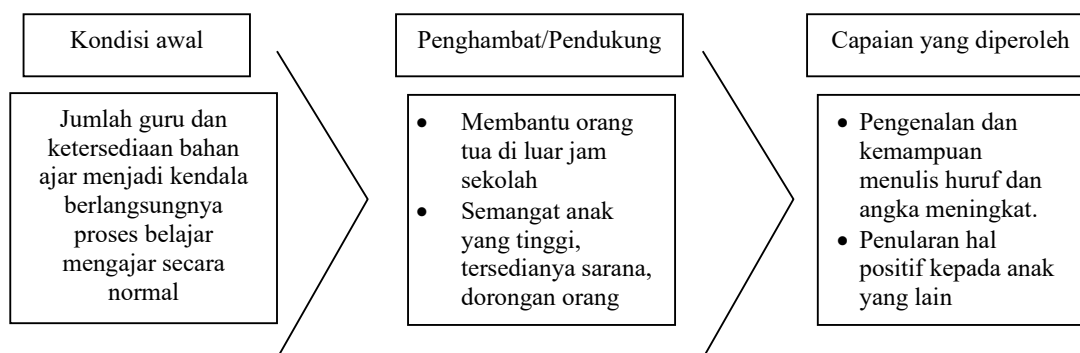 Kondisi awal
Penghambat/Pendukung
Capaian yang diperoleh
Jumlah guru dan
ketersediaan bahan
ajar menjadi kendala
berlangsungnya
proses belajar
mengajar secara
normal
• Membantu orang
tua di luar jam
sekolah
• Semangat anak
yang tinggi,
tersedianya sarana,
dorongan orang
• Pengenalan dan
kemampuan
menulis huruf dan
angka meningkat.
• Penularan hal
positif kepada anak
yang lain